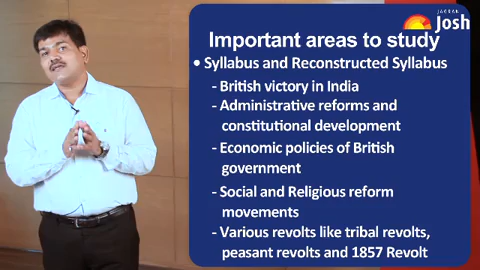 JAGRAN
Josh
Important areas to study
• Syllabus and Reconstructed Syllabus
- British victory in India
- Administrative reforms and
constitutional development
- Economic policies of British
government
- Social and Religious reform
movements
- Various revolts like tribal revolts,
peasant revolts and 1857 Revolt